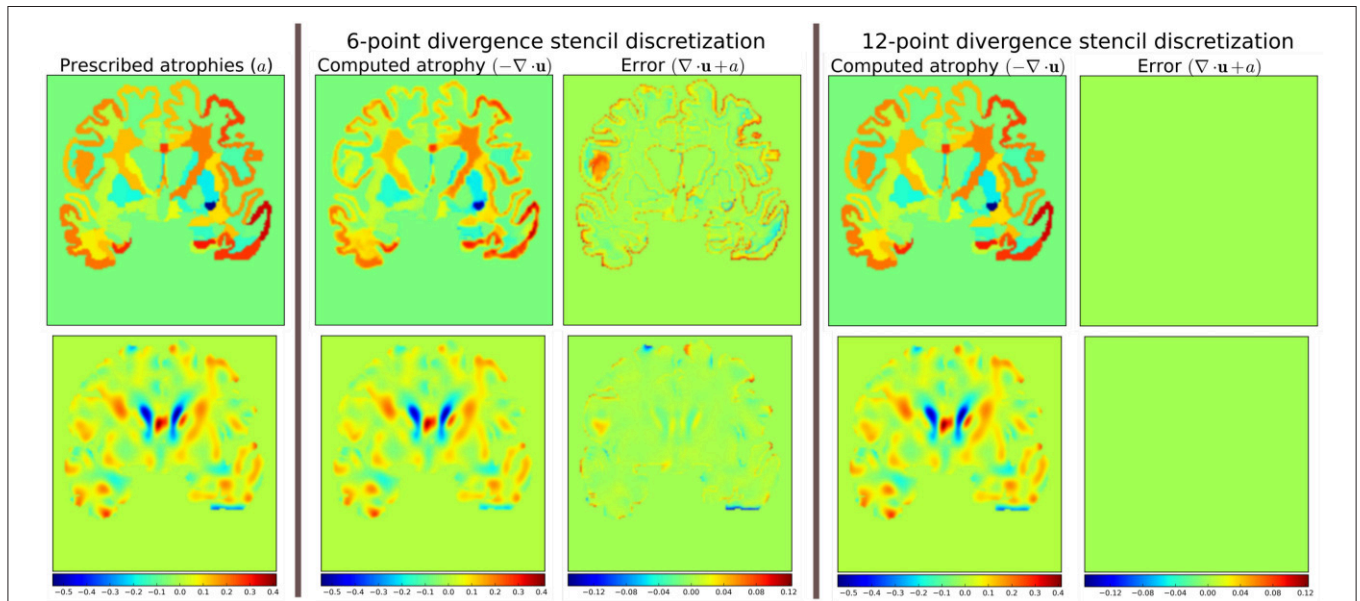 6-point divergence stencil discretization
12-point divergence stencil discretization
Prescribed atrophies (a)
Computed atrophy (−∇ ·u)
Error (∇ ·u+a)
Computed atrophy (−∇ ·u)
Error (∇ ·u+a)
−0.5 −0.4 −0.3 −0.2 −0.1 0.0 0.1 0.2 0.3 0.4
−0.5 −0.4 −0.3 −0.2 −0.1 0.0 0.1 0.2 0.3 0.4
−0.12 −0.08 −0.04 0.00 0.04 0.08 0.12
−0.5 −0.4 −0.3 −0.2 −0.1 0.0 0.1 0.2 0.3 0.4
−0.12 −0.08 −0.04 0.00 0.04 0.08 0.12